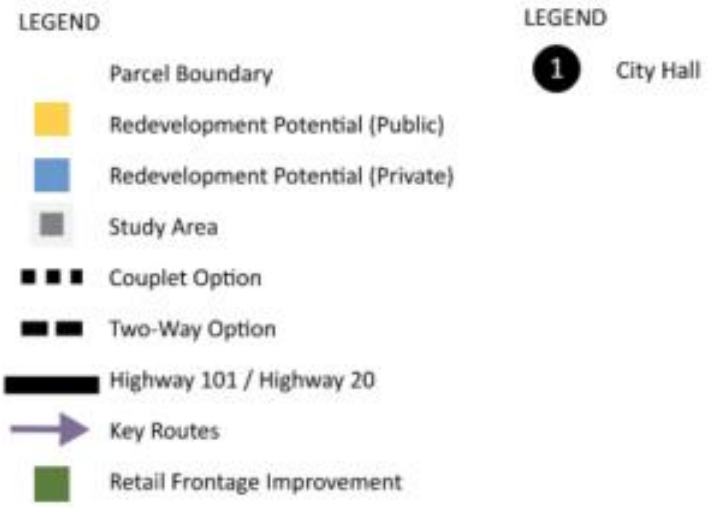 LEGEND
Parcel Boundary
Redevelopment Potential (Public)
Redevelopment Potential (Private)
Study Area
Couplet Option
Two-Way Option
Highway 101 / Highway 20
Key Routes
Retail Frontage Improvement
LEGEND
1 City Hall